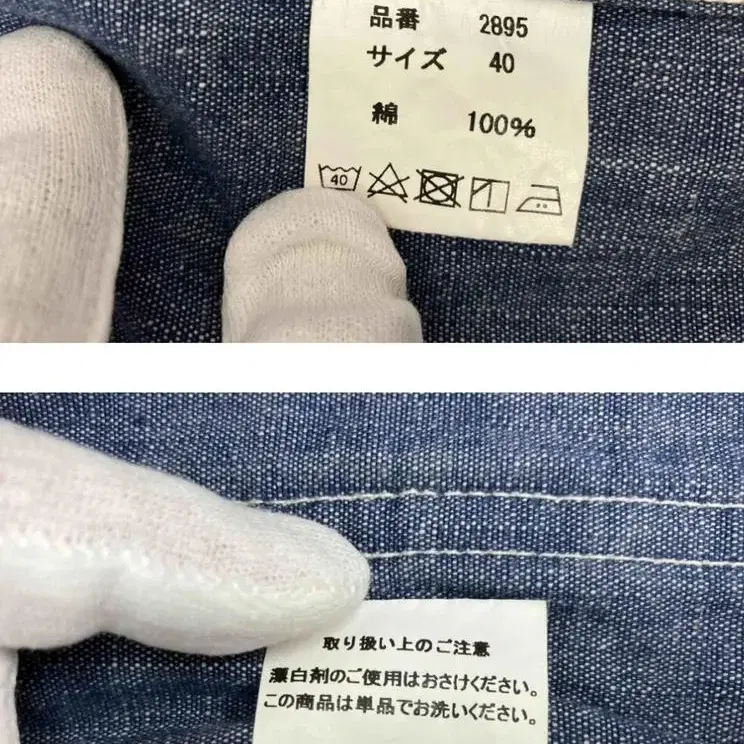 品番 2895
サイズ 40
綿 100%
40
取り扱い上のご注意
漂白剤のご使用はおさけください。
この商品は単品でお洗いください。